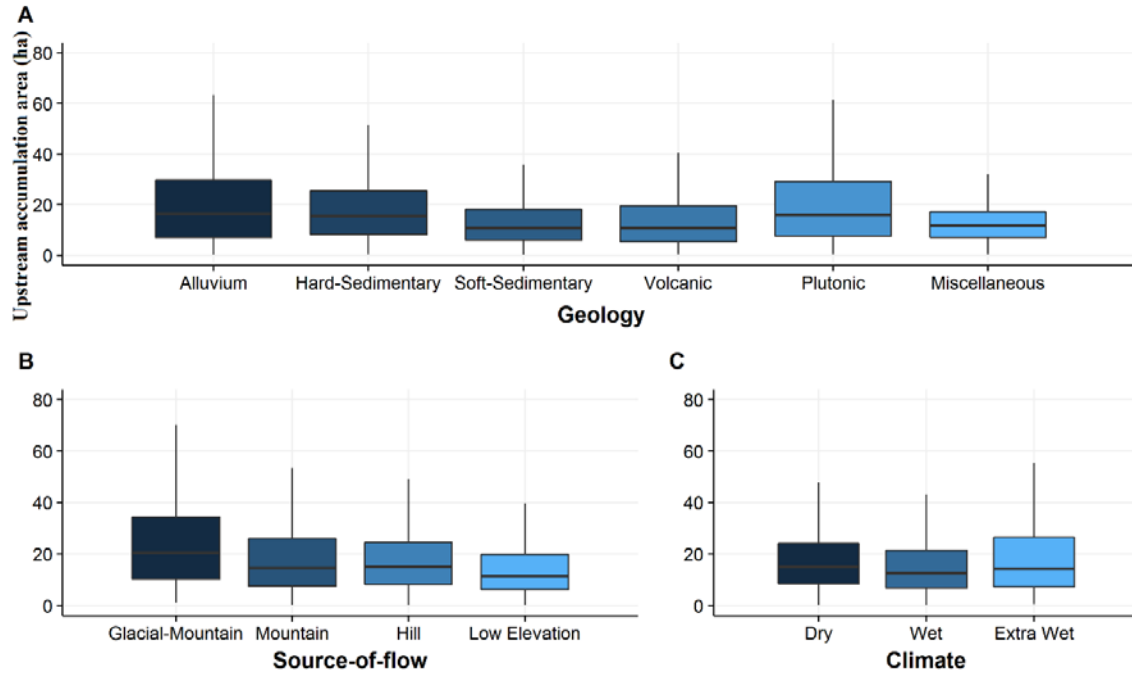 A
Upstream accumulation area (ha)
80
60
40
20
0
Alluvium Hard-Sedimentary Soft-Sedimentary Volcanic Plutonic Miscellaneous
Geology
B
80
60
40
20
0
Glacial-Mountain Mountain Hill Low Elevation
Source-of-flow
C
80
60
40
20
0
Dry Wet Extra Wet
Climate